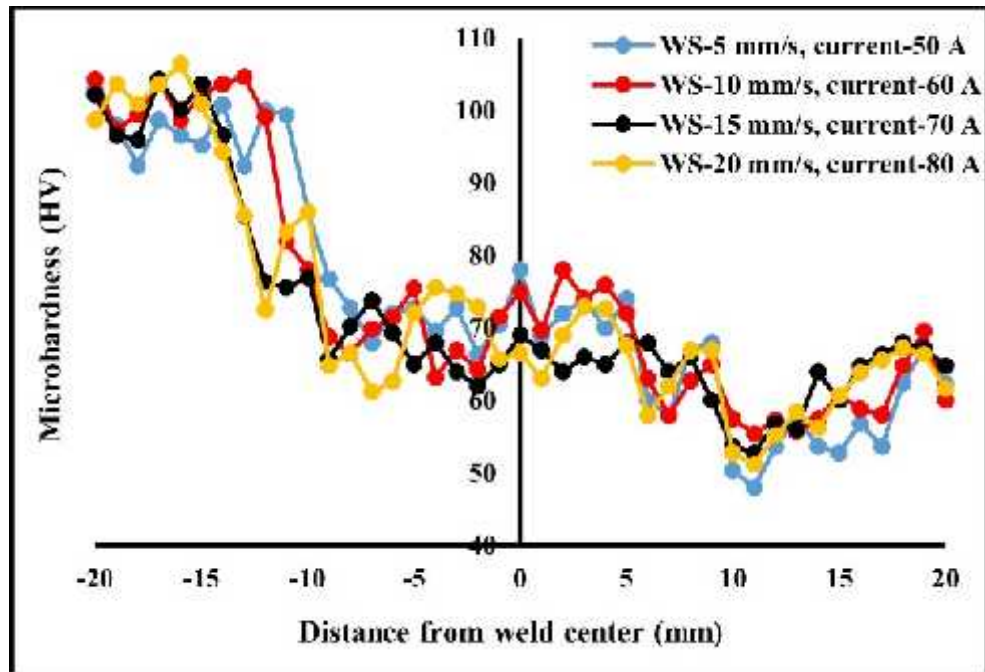 110
100
90
80
70
60
50
40
WS-5 mm/s, current-50 A
WS-10 mm/s, current-60 A
WS-15 mm/s, current-70 A
WS-20 mm/s, current-80 A
Microhardness (HV)
-20 -15 -10 -5 0 5 10 15 20
Distance from weld center (mm)